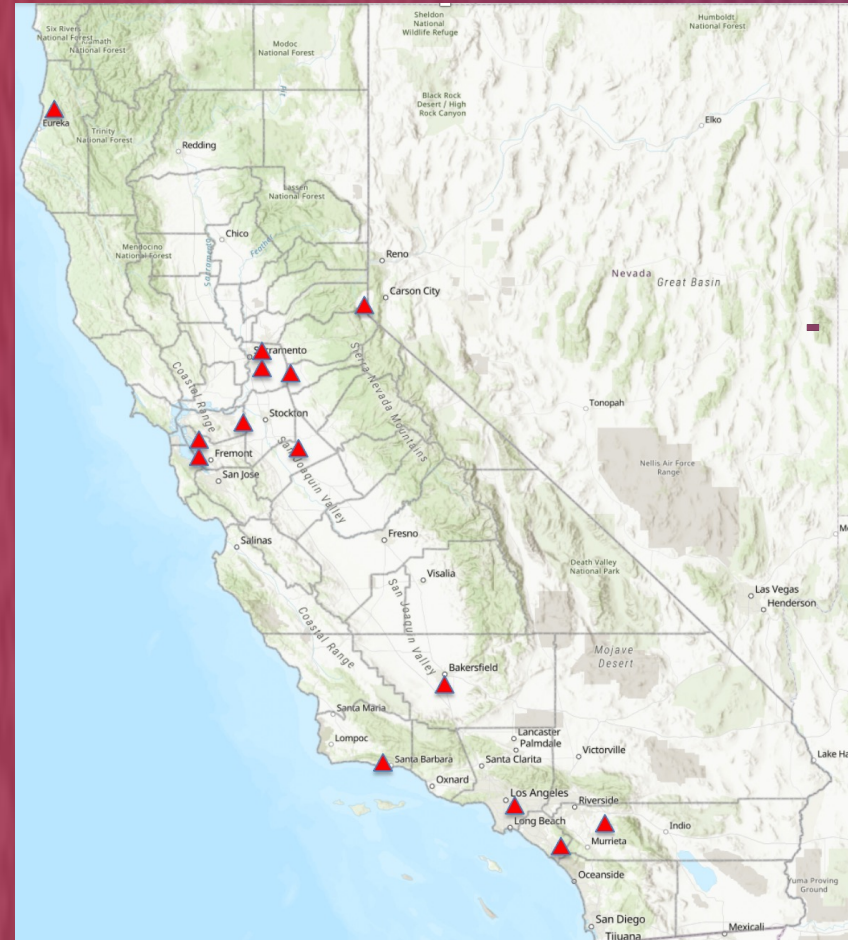 Sheldon
National
Wildlife Refuge
Humboldt
National Forest
Six Rivers
National Forest
Klamath
National Forest
Modoc
National Forest
Pit
Black Rock
Desert / High
Rock Canyon
Elko
Eureka
Trinity
National Forest
Redding
Lassen
National Forest
Chico
Feather
Sacramento
Mendocino
National Forest
Reno
Carson City
Nevada
Great Basin
Sacramento
Coastal Range
Sierra Nevada Mountains
Tonopah
Stockton
Fremont
San Jose
San Joaquin Valley
Nellis Air Force
Range
Salinas
Fresno
Death Valley
National Park
Visalia
San Joaquin Valley
Las Vegas
Henderson
Coastal Range
Mojave
Desert
Bakersfield
Santa Maria
Lompoc
Santa Barbara
Oxnard
Lancaster
Palmdale
Santa Clarita
Victorville
Lake Ha
Los Angeles
Riverside
Long Beach
Indio
Murrieta
Oceanside
Yuma Proving
Ground
San Diego
Tijuana
Mexicali